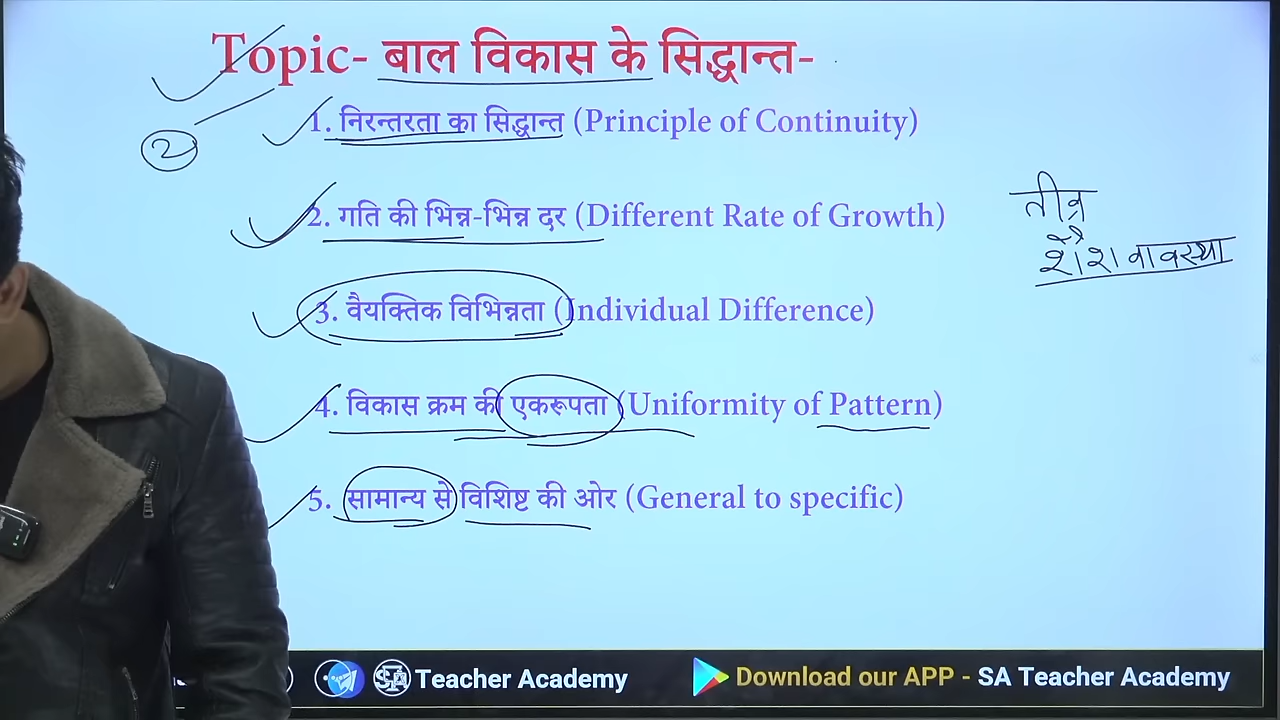 Topic- बाल विकास के सिद्धान्त-
2
1. निरन्तरता का सिद्धान्त (Principle of Continuity)
2. गति की भिन्न-भिन्न दर (Different Rate of Growth)
तीव्र
शैशवावस्था
3. वैयक्तिक विभिन्नता (Individual Difference)
4. विकास क्रम की एकरूपता (Uniformity of Pattern)
5. सामान्य से विशिष्ट की ओर (General to specific)
SA Teacher Academy
Download our APP - SA Teacher Academy